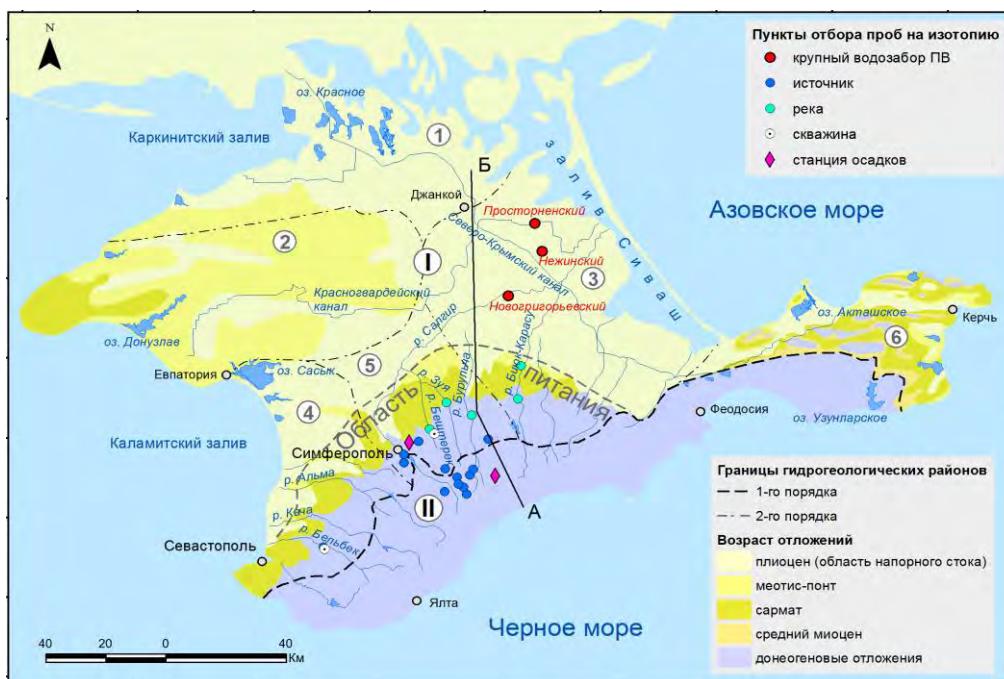 N
Пункты отбора проб на изотопию
крупный водозабор ПВ
источник
река
скважина
станция осадков
оз. Красное
Каркинитский залив
1
Б
Джанкой
залив Сиваш
Азовское море
Просторненский
Северо-Крымский канал
Нежинский
2
I
3
Красногвардейский
канал
Новогригорьевский
р. Салгир
оз. Донузлав
оз. Акташское
Керчь
6
5
Евпатория
оз. Сасык
р. Зуя
р. Бурульча
р. Биюк-Карасу
Область питания
р. Бештерек
4
Феодосия
оз. Узунларское
Каламитский залив
Симферополь
р. Альма
II
А
р. Кача
р. Бельбек
Севастополь
Ялта
Черное море
Границы гидрогеологических районов
1-го порядка
2-го порядка
Возраст отложений
плиоцен (область напорного стока)
меотис-понт
сармат
средний миоцен
донеогеновые отложения
40 20 0 40
Км